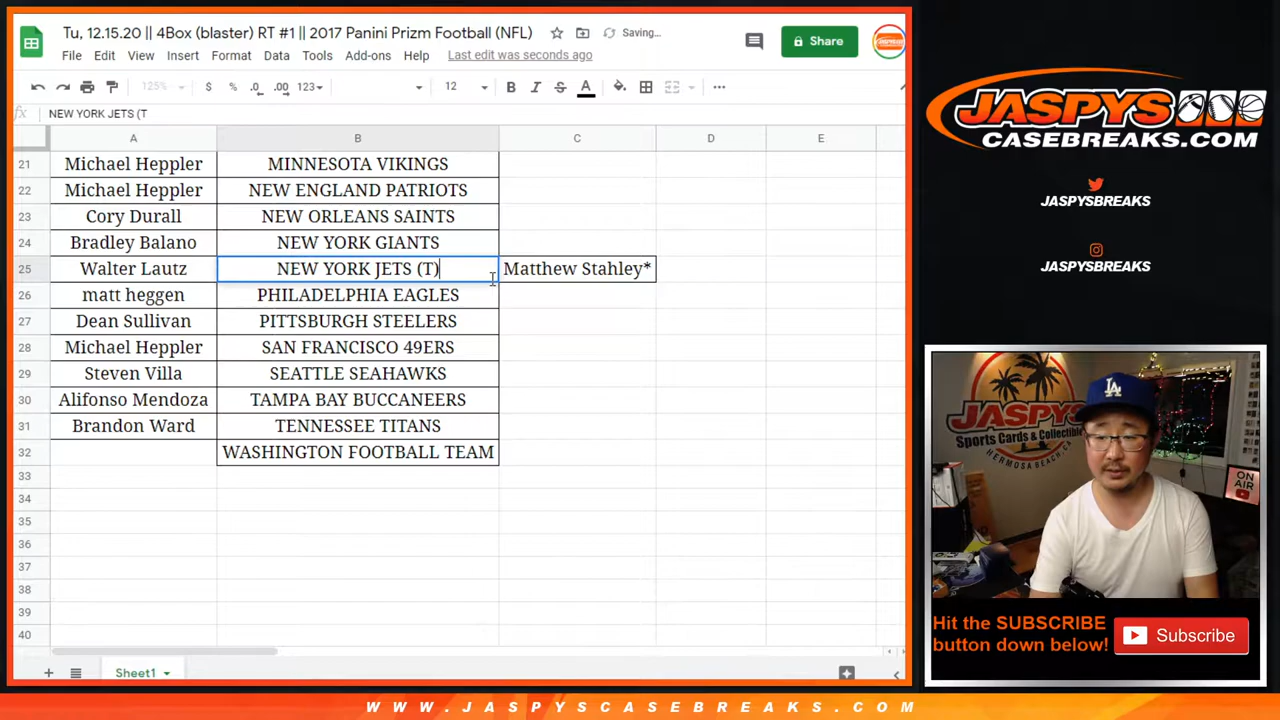 Tu, 12.15.20 || 4Box (blaster) RT #1 || 2017 Panini Prizm Football (NFL)
Saving...
Share
File Edit View Insert Format Data Tools Add-ons Help Last edit was seconds ago
125% $ % .0 .00 123 12 B I S A
fx NEW YORK JETS (T
A B C D E
21 Michael Heppler MINNESOTA VIKINGS
22 Michael Heppler NEW ENGLAND PATRIOTS
23 Cory Durall NEW ORLEANS SAINTS
24 Bradley Balano NEW YORK GIANTS
25 Walter Lautz NEW YORK JETS (T) Matthew Stahley*
26 matt heggen PHILADELPHIA EAGLES
27 Dean Sullivan PITTSBURGH STEELERS
28 Michael Heppler SAN FRANCISCO 49ERS
29 Steven Villa SEATTLE SEAHAWKS
30 Alifonso Mendoza TAMPA BAY BUCCANEERS
31 Brandon Ward TENNESSEE TITANS
32 WASHINGTON FOOTBALL TEAM
33
34
35
36
37
38
39
40
Sheet1
JASPYS
CASEBREAKS.COM
JASPYSBREAKS
JASPYSBREAKS
JASPYS
Sports Cards & Collectible
HERMOSA BEACH, CA
LA
ON AIR
Hit the SUBSCRIBE
button down below!
Subscribe
WWW.JASPYSCASEBREAKS.COM